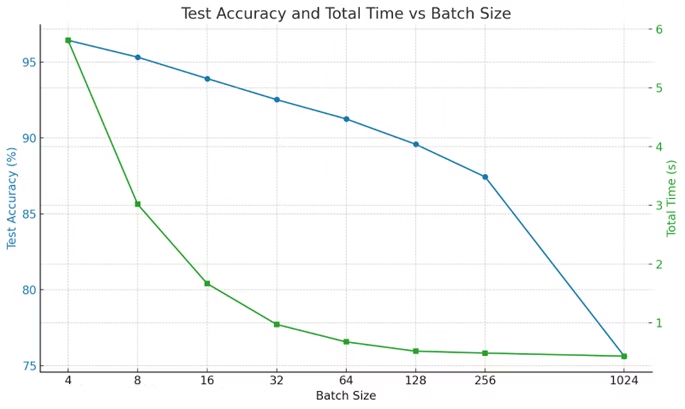 Test Accuracy and Total Time vs Batch Size
Test Accuracy (%)
95
90
85
80
75
Total Time (s)
6
5
4
3
2
1
4 8 16 32 64 128 256 1024
Batch Size